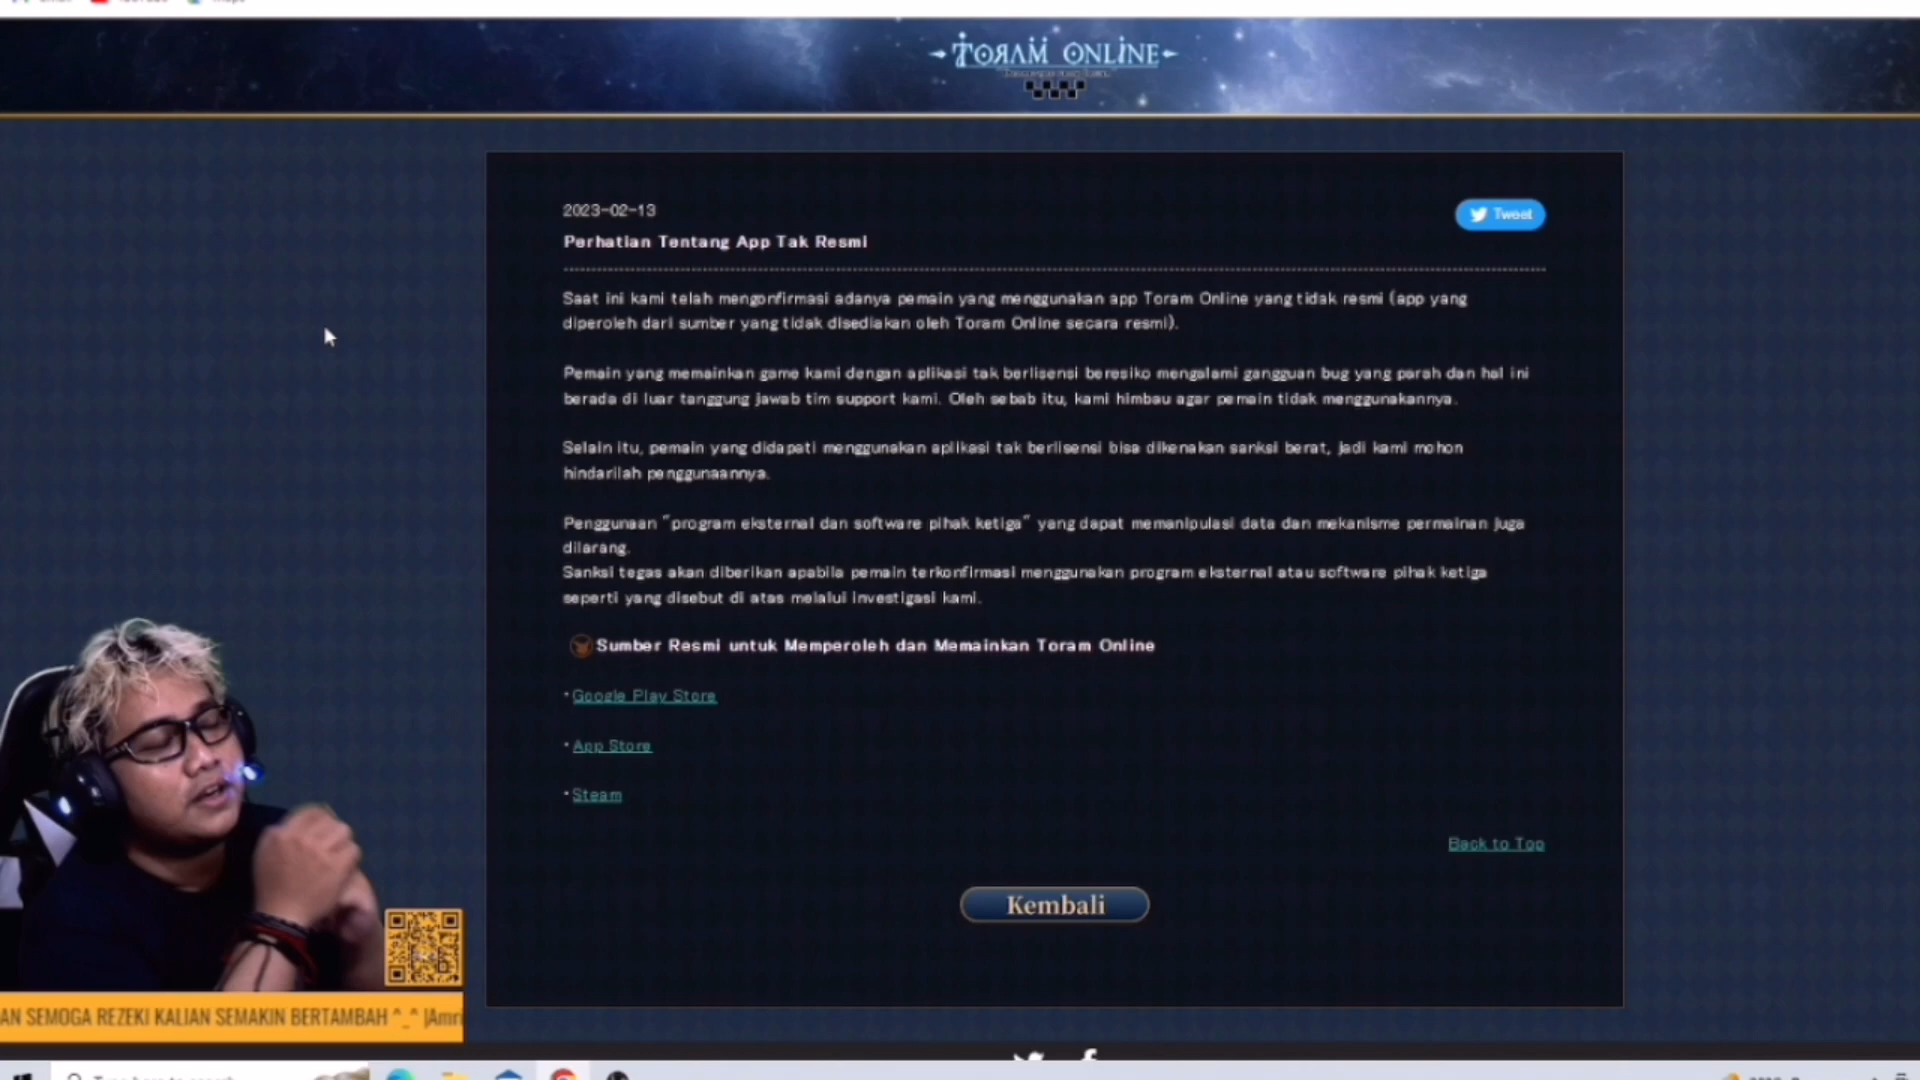 TORAM ONLINE
2023-02-13
Tweet
Perhatian Tentang App Tak Resmi
Saat ini kami telah mengonfirmasi adanya pemain yang menggunakan app Toram Online yang tidak resmi (app yang
diperoleh dari sumber yang tidak disediakan oleh Toram Online secara resmi).
Pemain yang memainkan game kami dengan aplikasi tak berlisensi beresiko mengalami gangguan bug yang parah dan hal ini
berada di luar tanggung jawab tim support kami. Oleh sebab itu, kami himbau agar pemain tidak menggunakannya.
Selain itu, pemain yang didapati menggunakan aplikasi tak berlisensi bisa dikenakan sanksi berat, jadi kami mohon
hindarilah penggunaannya.
Penggunaan "program eksternal dan software pihak ketiga" yang dapat memanipulasi data dan mekanisme permainan juga
dilarang.
Sanksi tegas akan diberikan apabila pemain terkonfirmasi menggunakan program eksternal atau software pihak ketiga
seperti yang disebut di atas melalui investigasi kami.
Sumber Resmi untuk Memperoleh dan Memainkan Toram Online
・Google Play Store
・App Store
・Steam
Back to Top
Kembali
AN SEMOGA REZEKI KALIAN SEMAKIN BERTAMBAH ^_^ |Amri